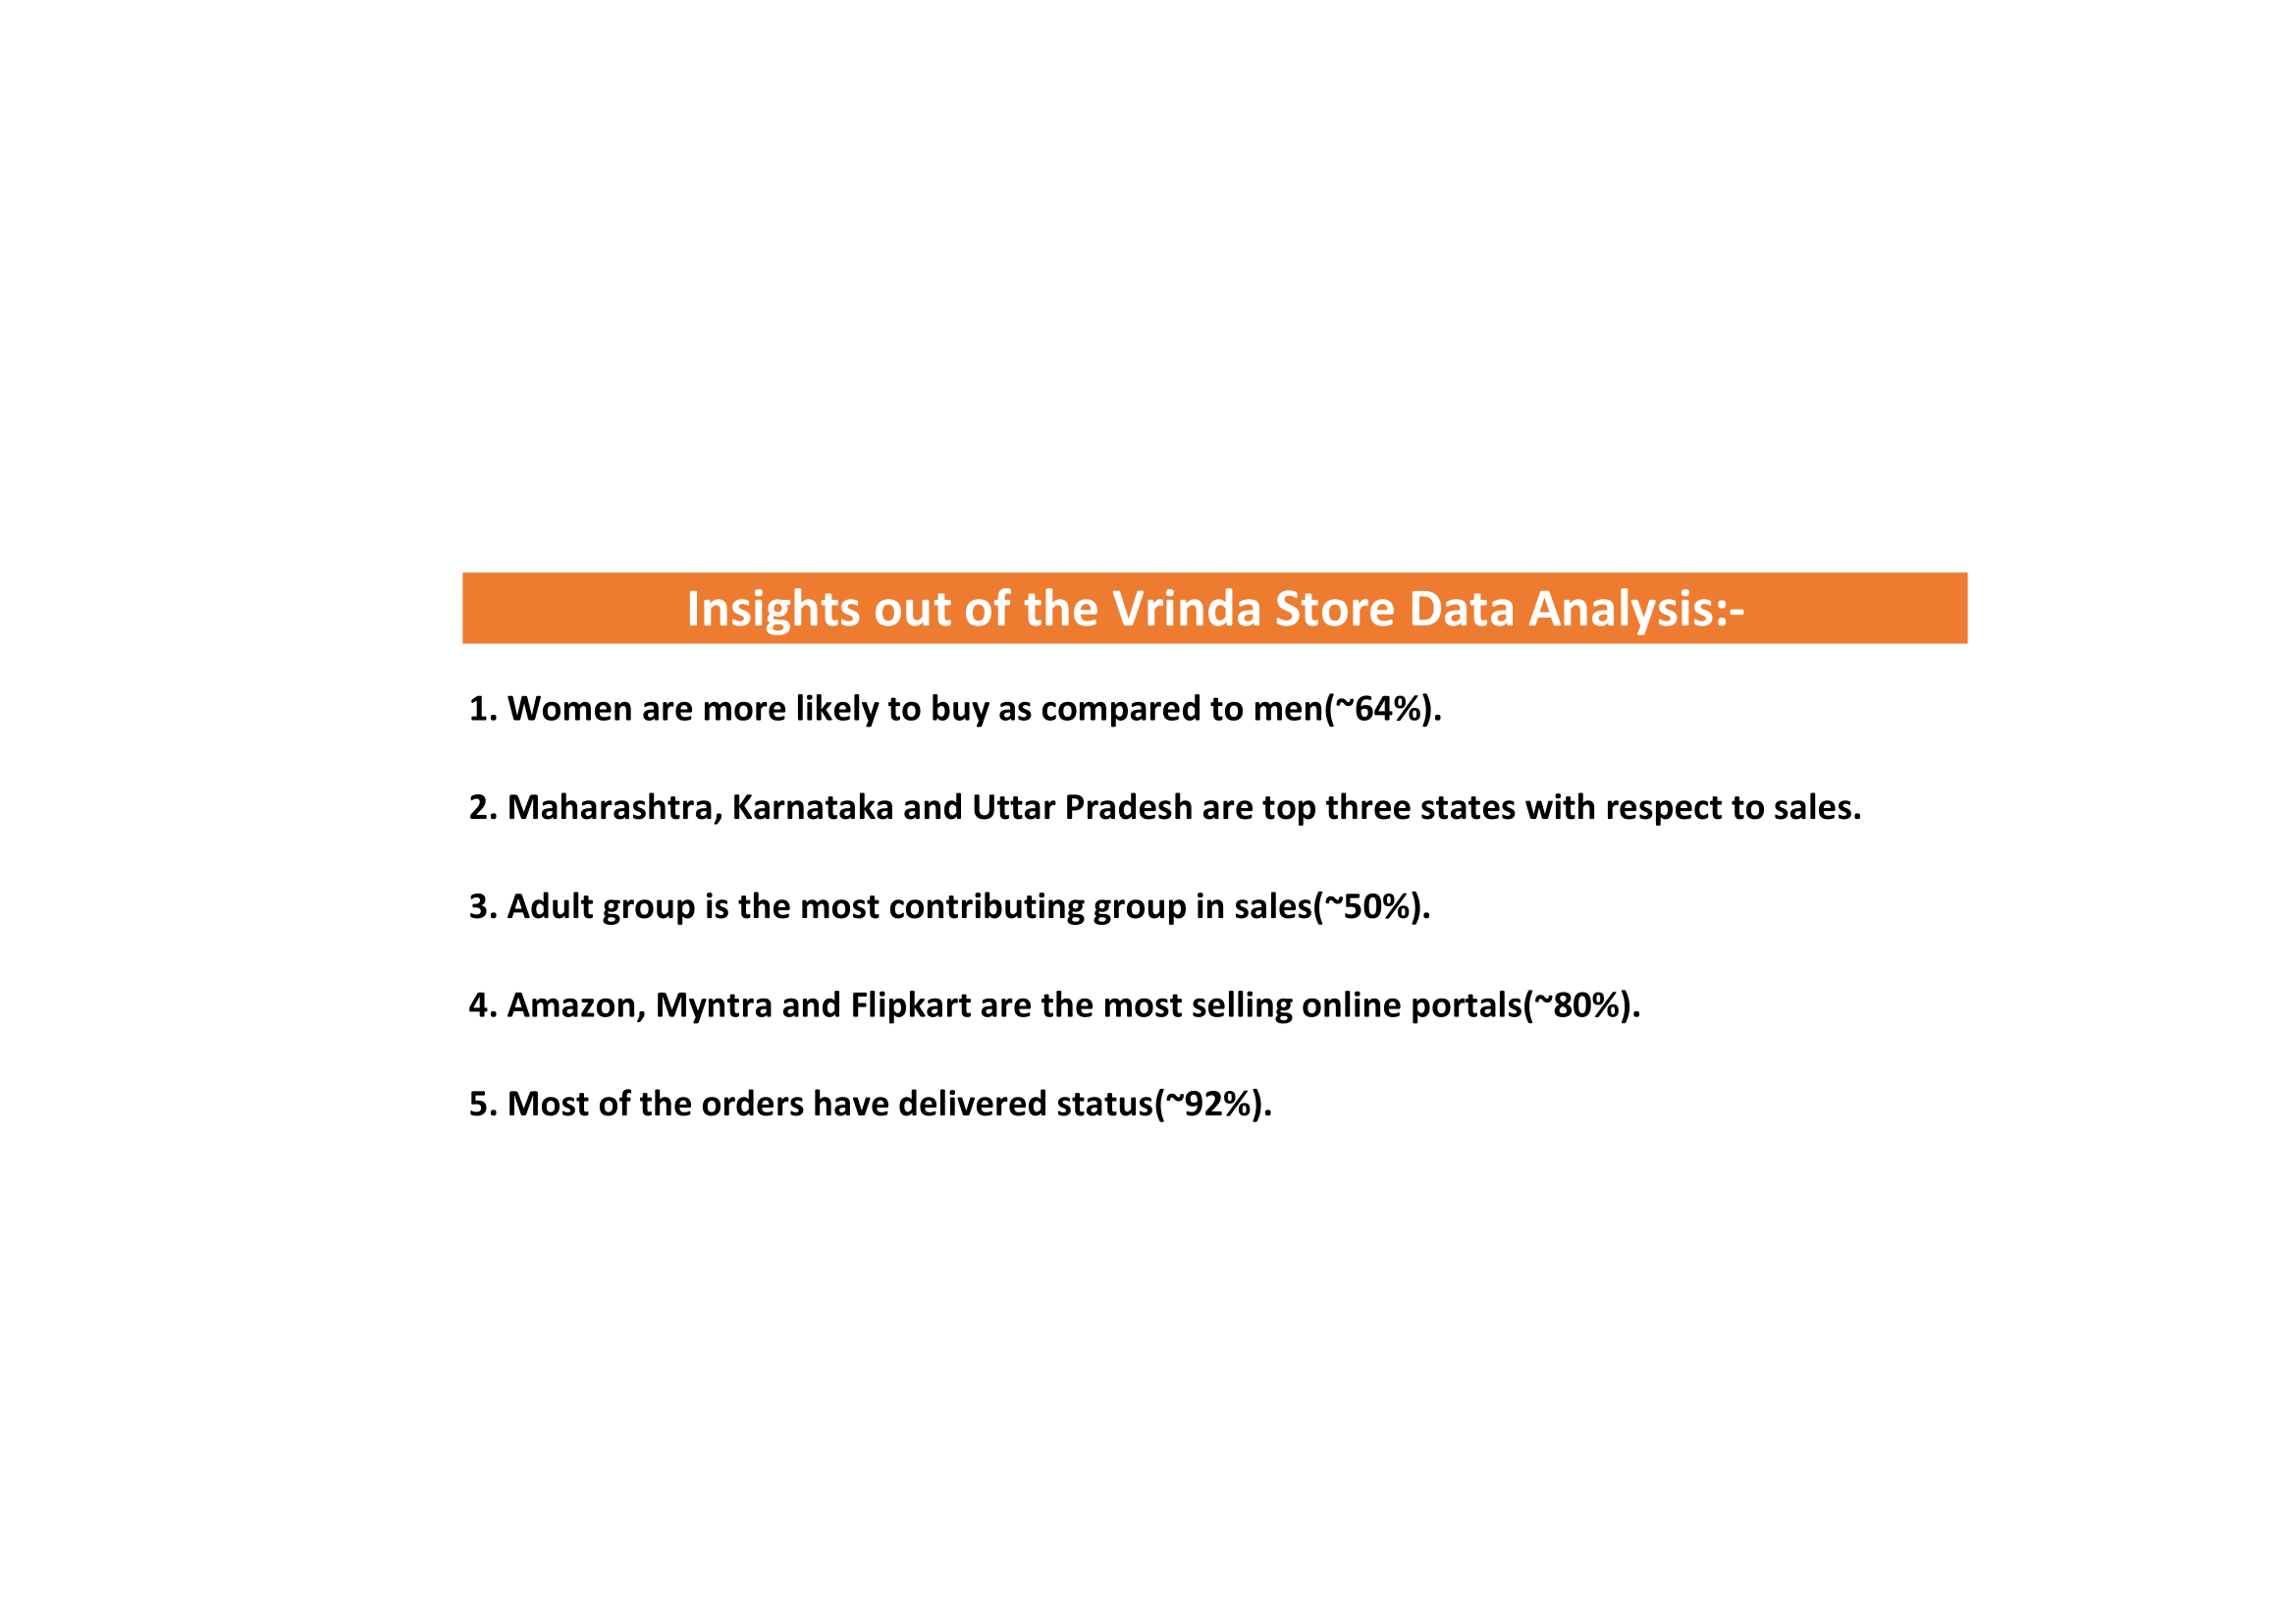 Insights out of the Vrinda Store Data Analysis:-
1. Women are more likely to buy as compared to men(~64%).
2. Maharashtra, Karnataka and Uttar Pradesh are top three states with respect to sales.
3. Adult group is the most contributing group in sales(~50%).
4. Amazon, Myntra and Flipkart are the most selling online portals(~80%).
5. Most of the orders have delivered status(~92%).